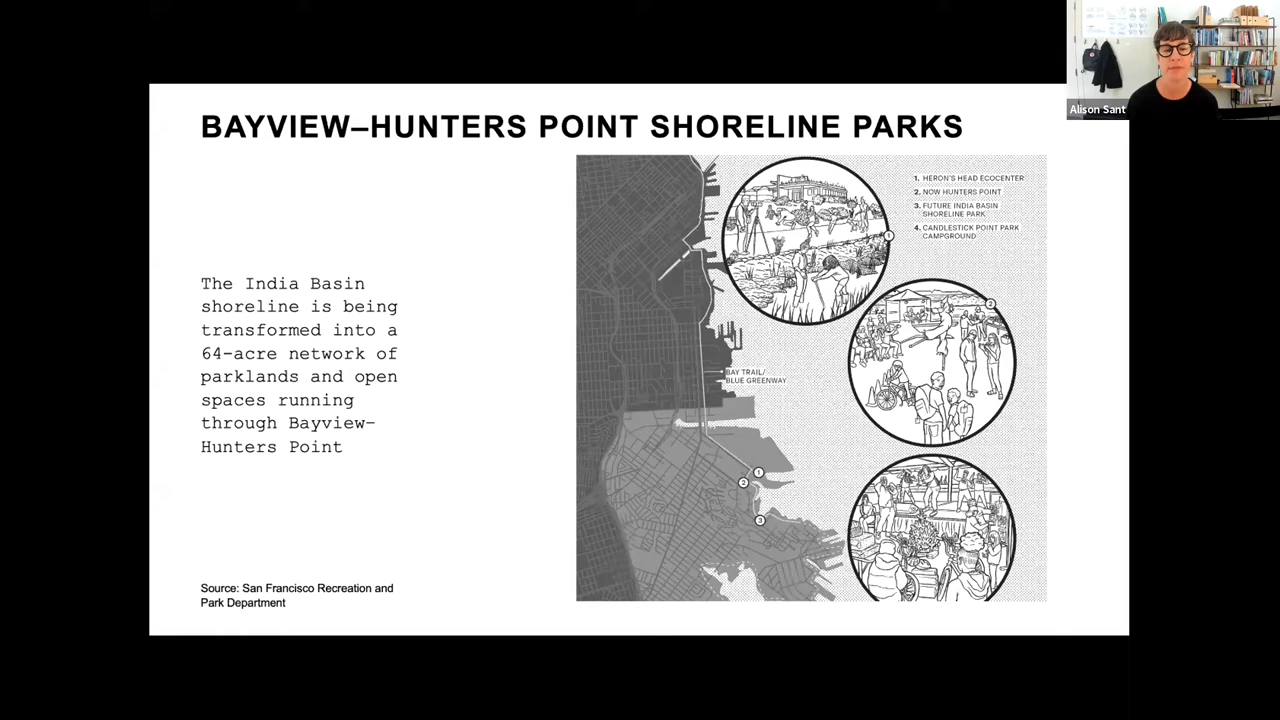 BAYVIEW–HUNTERS POINT SHORELINE PARKS
The India Basin
shoreline is being
transformed into a
64-acre network of
parklands and open
spaces running
through Bayview–
Hunters Point
Source: San Francisco Recreation and
Park Department
1. HERON'S HEAD ECOCENTER
2. NOW HUNTERS POINT
3. FUTURE INDIA BASIN
SHORELINE PARK
4. CANDLESTICK POINT PARK
CAMPGROUND
1
2
BAY TRAIL/
BLUE GREENWAY
1
2
3
Alison Sant